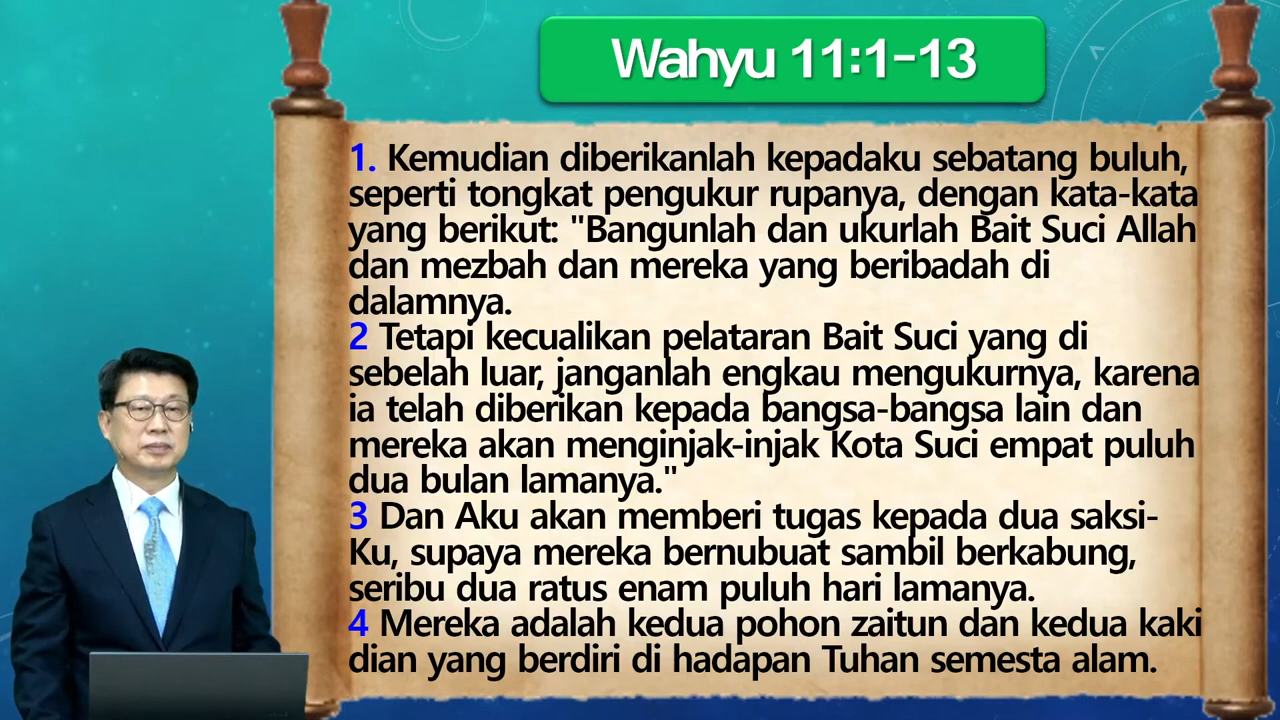 Wahyu 11:1-13
1. Kemudian diberikanlah kepadaku sebatang buluh,
seperti tongkat pengukur rupanya, dengan kata-kata
yang berikut: "Bangunlah dan ukurlah Bait Suci Allah
dan mezbah dan mereka yang beribadah di
dalamnya.
2 Tetapi kecualikan pelataran Bait Suci yang di
sebelah luar, janganlah engkau mengukurnya, karena
ia telah diberikan kepada bangsa-bangsa lain dan
mereka akan menginjak-injak Kota Suci empat puluh
dua bulan lamanya."
3 Dan Aku akan memberi tugas kepada dua saksi-
Ku, supaya mereka bernubuat sambil berkabung,
seribu dua ratus enam puluh hari lamanya.
4 Mereka adalah kedua pohon zaitun dan kedua kaki
dian yang berdiri di hadapan Tuhan semesta alam.